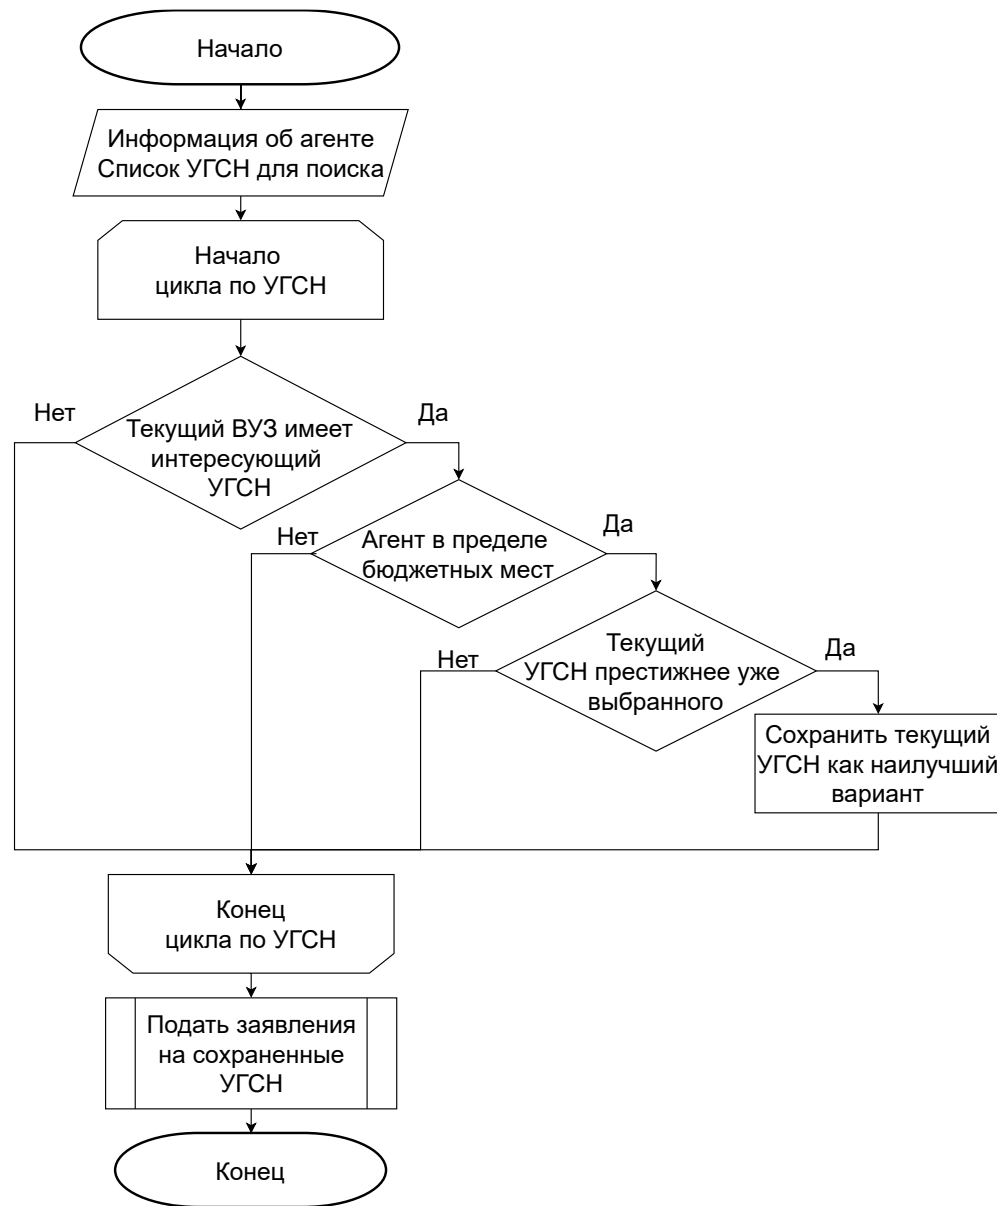 Начало
Информация об агенте
Список УГСН для поиска
Начало
цикла по УГСН
Нет
Да
Текущий ВУЗ имеет
интересующий
УГСН
Нет
Да
Агент в пределе
бюджетных мест
Нет
Да
Текущий
УГСН престижнее уже
выбранного
Сохранить текущий
УГСН как наилучший
вариант
Конец
цикла по УГСН
Подать заявления
на сохраненные
УГСН
Конец